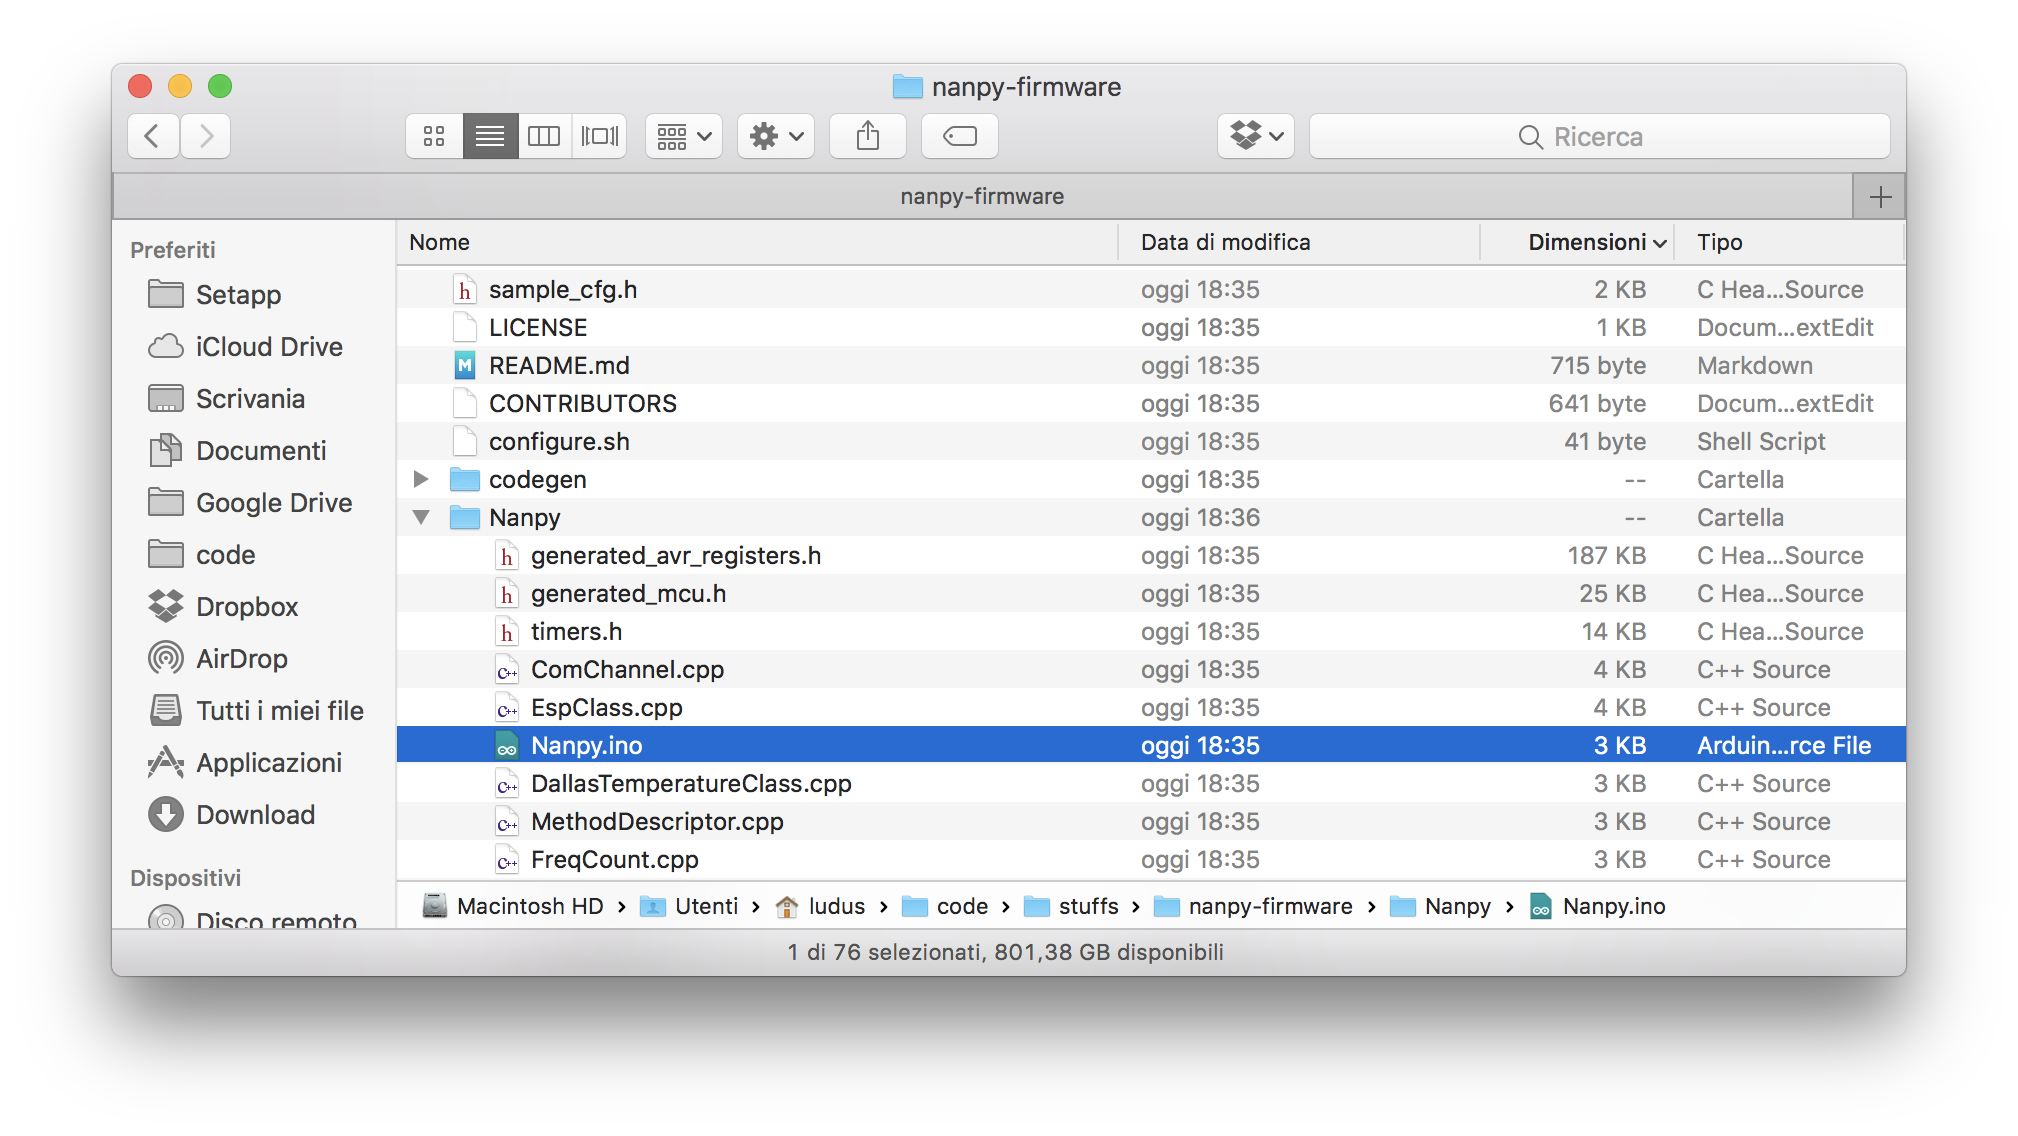 nanpy-firmware
Ricerca
nanpy-firmware
Preferiti
Setapp
iCloud Drive
Scrivania
Documenti
Google Drive
code
Dropbox
AirDrop
Tutti i miei file
Applicazioni
Download
Dispositivi
Disco remoto
Nome Data di modifica Dimensioni Tipo
sample_cfg.h oggi 18:35 2 KB C Hea...Source
LICENSE oggi 18:35 1 KB Docum...extEdit
README.md oggi 18:35 715 byte Markdown
CONTRIBUTORS oggi 18:35 641 byte Docum...extEdit
configure.sh oggi 18:35 41 byte Shell Script
codegen oggi 18:35 -- Cartella
Nanpy oggi 18:36 -- Cartella
generated_avr_registers.h oggi 18:35 187 KB C Hea...Source
generated_mcu.h oggi 18:35 25 KB C Hea...Source
timers.h oggi 18:35 14 KB C Hea...Source
ComChannel.cpp oggi 18:35 4 KB C++ Source
EspClass.cpp oggi 18:35 4 KB C++ Source
Nanpy.ino oggi 18:35 3 KB Arduin...rce File
DallasTemperatureClass.cpp oggi 18:35 3 KB C++ Source
MethodDescriptor.cpp oggi 18:35 3 KB C++ Source
FreqCount.cpp oggi 18:35 3 KB C++ Source
Macintosh HD › Utenti › ludus › code › stuffs › nanpy-firmware › Nanpy › Nanpy.ino
1 di 76 selezionati, 801,38 GB disponibili